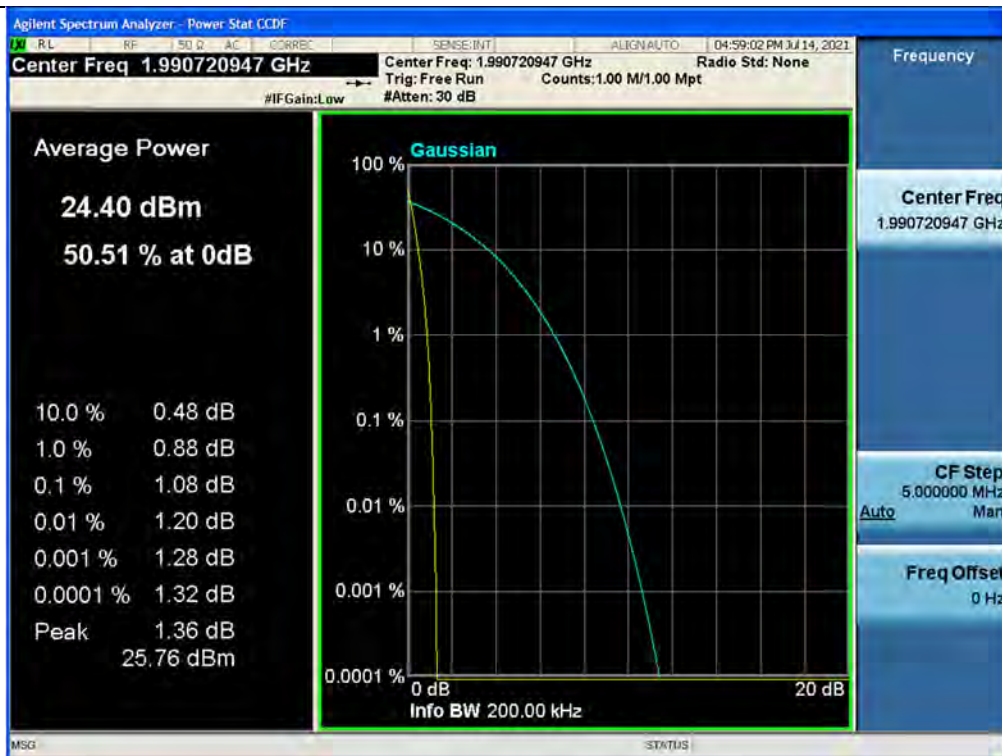 Agilent Spectrum Analyzer - Power Stat CCDF
RL RF 50 Ω AC CORREC SENSE:INT ALIGN AUTO 04:59:02 PM Jul 14, 2021
Center Freq 1.990720947 GHz
Center Freq: 1.990720947 GHz Radio Std: None
Trig: Free Run Counts:1.00 M/1.00 Mpt
#IFGain:Low #Atten: 30 dB
Frequency
Average Power
24.40 dBm
50.51 % at 0dB
10.0 % 0.48 dB
1.0 % 0.88 dB
0.1 % 1.08 dB
0.01 % 1.20 dB
0.001 % 1.28 dB
0.0001 % 1.32 dB
Peak 1.36 dB
25.76 dBm
Gaussian
100 %
10 %
1 %
0.1 %
0.01 %
0.001 %
0.0001 %
0 dB 20 dB
Info BW 200.00 kHz
Center Freq
1.990720947 GHz
CF Step
5.000000 MHz
Auto Man
Freq Offset
0 Hz
MSG STATUS